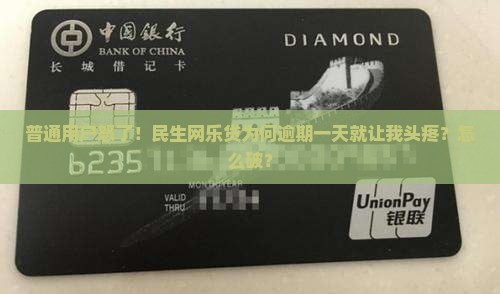 中国银行 DIAMOND
BANK OF CHINA
长城借记卡
普通用户懵了！民生网乐贷为何逾期一天就让我头疼？怎
么破？
6235
MONTH/YEAR
VALID
THRU
UnionPay
银联